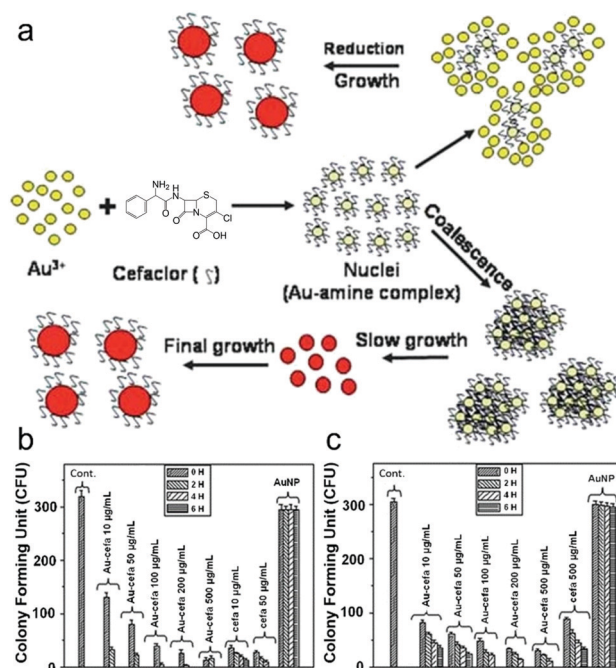 a
Reduction
Growth
NH2
H
N
S
O
N
O
Cl
O
OH
Au3+
+
Cefaclor ( )
Nuclei
(Au-amine complex)
Coalescence
Final growth
Slow growth
b
Colony Forming Unit (CFU)
300
200
100
0
Cont.
0 H
2 H
4 H
6 H
AuNP
Au-cefa 10 µg/mL
Au-cefa 50 µg/mL
Au-cefa 100 µg/mL
Au-cefa 200 µg/mL
Au-cefa 500 µg/mL
cefa 10 µg/mL
cefa 50 µg/mL
c
Colony Forming Unit (CFU)
300
200
100
0
Cont.
0 H
2 H
4 H
6 H
AuNP
Au-cefa 10 µg/mL
Au-cefa 50 µg/mL
Au-cefa 100 µg/mL
Au-cefa 200 µg/mL
Au-cefa 500 µg/mL
cefa 500 µg/mL